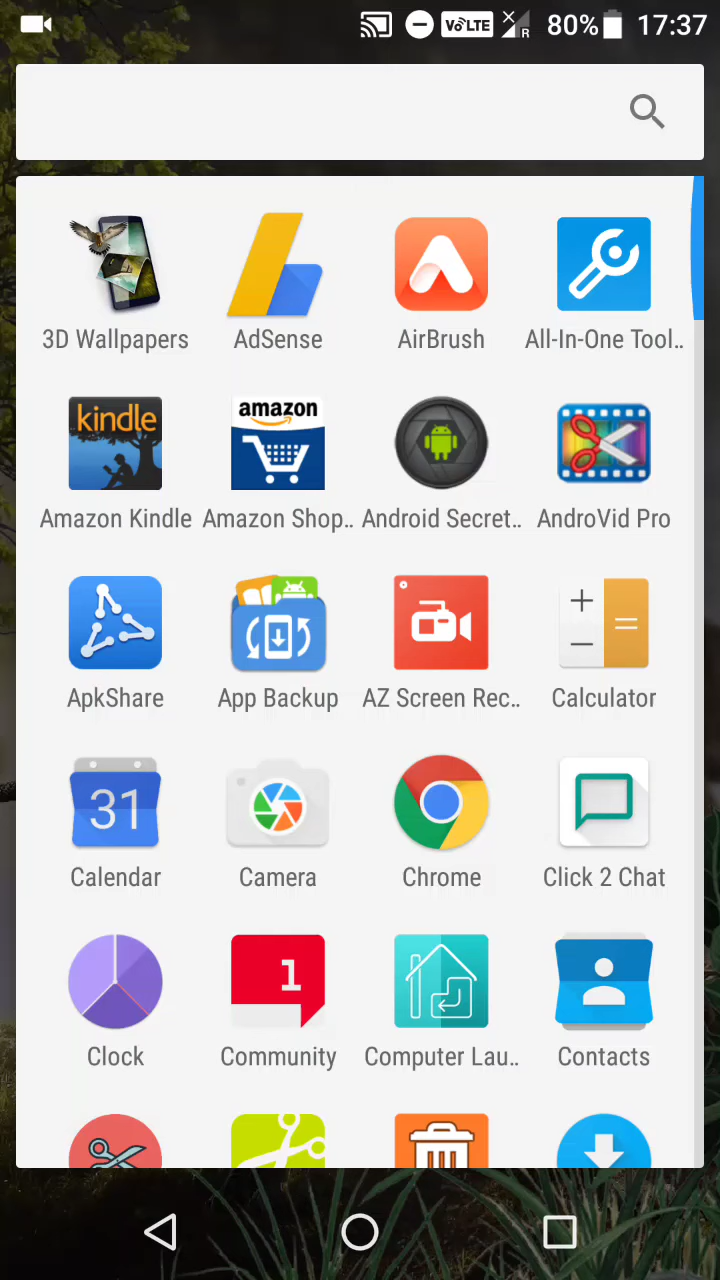 VoLTE R 80% 17:37
3D Wallpapers AdSense AirBrush All-In-One Tool..
kindle amazon
Amazon Kindle Amazon Shop.. Android Secret.. AndroVid Pro
ApkShare App Backup AZ Screen Rec.. Calculator
31
Calendar Camera Chrome Click 2 Chat
1
Clock Community Computer Lau.. Contacts